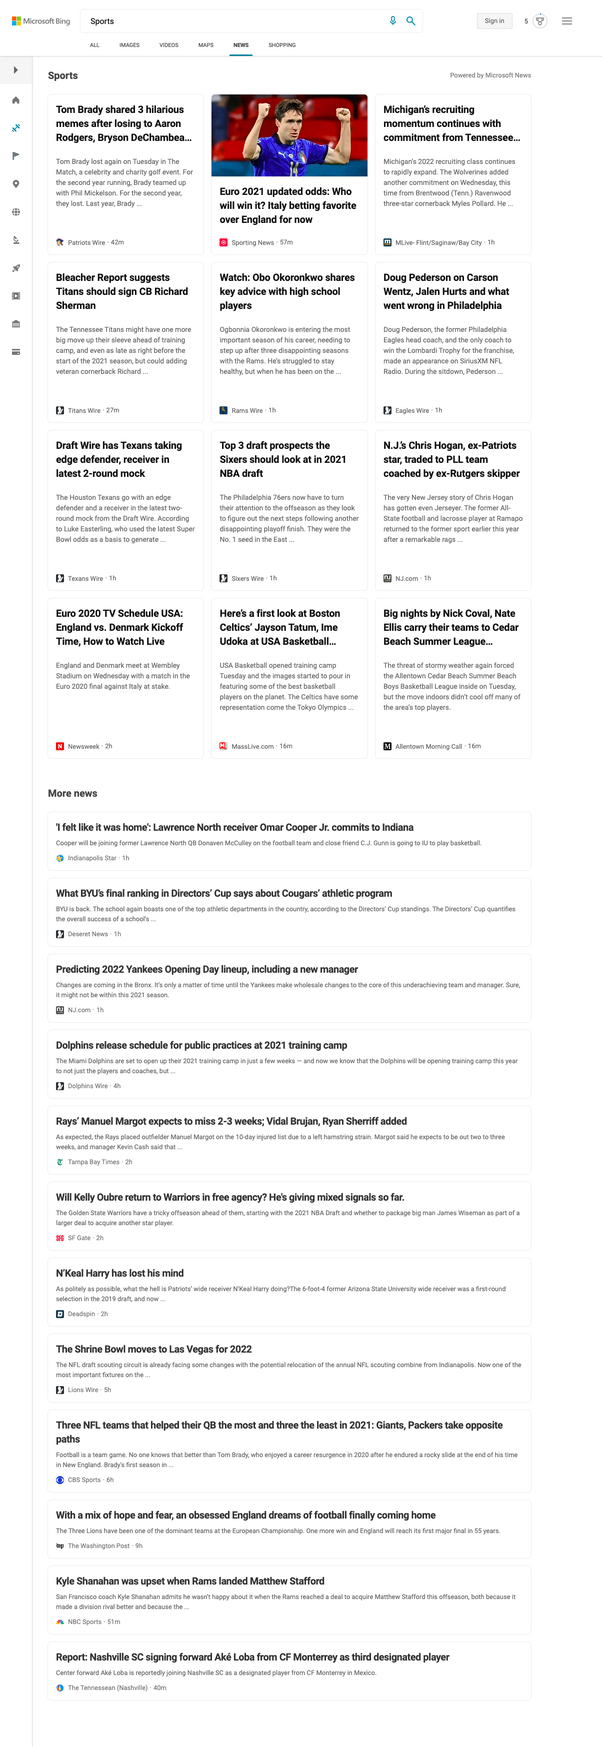 Microsoft Bing
Sports
Sign in
5
ALL
IMAGES
VIDEOS
MAPS
NEWS
SHOPPING
Sports
Powered by Microsoft News
Tom Brady shared 3 hilarious
memes after losing to Aaron
Rodgers, Bryson DeChambea...
Tom Brady lost again on Tuesday in The
Match, a celebrity and charity golf event. For
the second year running, Brady teamed up
with Phil Mickelson. For the second year,
they lost. Last year, Brady ...
Patriots Wire · 42m
Euro 2021 updated odds: Who
will win it? Italy betting favorite
over England for now
Sporting News · 57m
Michigan's recruiting
momentum continues with
commitment from Tennessee...
Michigan's 2022 recruiting class continues
to rapidly expand. The Wolverines added
another commitment on Wednesday, this
time from Brentwood (Tenn.) Ravenwood
three-star cornerback Myles Pollard. He ...
MLive- Flint/Saginaw/Bay City · 1h
Bleacher Report suggests
Titans should sign CB Richard
Sherman
The Tennessee Titans might have one more
big move up their sleeve ahead of training
camp, and even as late as right before the
start of the 2021 season, but could adding
veteran cornerback Richard ...
Titans Wire · 27m
Watch: Obo Okoronkwo shares
key advice with high school
players
Ogbonnia Okoronkwo is entering the most
important season of his career, needing to
step up after three disappointing seasons
with the Rams. He's struggled to stay
healthy, but when he has been on the ...
Rams Wire · 1h
Doug Pederson on Carson
Wentz, Jalen Hurts and what
went wrong in Philadelphia
Doug Pederson, the former Philadelphia
Eagles head coach, and the only coach to
win the Lombardi Trophy for the franchise,
made an appearance on SiriusXM NFL
Radio. During the sitdown, Pederson ...
Eagles Wire · 1h
Draft Wire has Texans taking
edge defender, receiver in
latest 2-round mock
The Houston Texans go with an edge
defender and a receiver in the latest two-
round mock from the Draft Wire. According
to Luke Easterling, who used the latest Super
Bowl odds as a basis to generate ...
Texans Wire · 1h
Top 3 draft prospects the
Sixers should look at in 2021
NBA draft
The Philadelphia 76ers now have to turn
their attention to the offseason as they look
to figure out the next steps following another
disappointing playoff finish. They were the
No. 1 seed in the East ...
Sixers Wire · 1h
N.J.'s Chris Hogan, ex-Patriots
star, traded to PLL team
coached by ex-Rutgers skipper
The very New Jersey story of Chris Hogan
has gotten even Jerseyer. The former All-
State football and lacrosse player at Ramapo
returned to the former sport earlier this year
after a remarkable rags ...
NJ.com · 1h
Euro 2020 TV Schedule USA:
England vs. Denmark Kickoff
Time, How to Watch Live
England and Denmark meet at Wembley
Stadium on Wednesday with a match in the
Euro 2020 final against Italy at stake.
Newsweek · 2h
Here's a first look at Boston
Celtics' Jayson Tatum, Ime
Udoka at USA Basketball...
USA Basketball opened training camp
Tuesday and the images started to pour in
featuring some of the best basketball
players on the planet. The Celtics have some
representation come the Tokyo Olympics ...
MassLive.com · 16m
Big nights by Nick Coval, Nate
Ellis carry their teams to Cedar
Beach Summer League...
The threat of stormy weather again forced
the Allentown Cedar Beach Summer Beach
Boys Basketball League inside on Tuesday,
but the move indoors didn't cool off many of
the area's top players.
Allentown Morning Call · 16m
More news
'I felt like it was home': Lawrence North receiver Omar Cooper Jr. commits to Indiana
Cooper will be joining former Lawrence North QB Donaven McCulley on the football team and close friend C.J. Gunn is going to IU to play basketball.
Indianapolis Star · 1h
What BYU's final ranking in Directors' Cup says about Cougars' athletic program
BYU is back. The school again boasts one of the top athletic departments in the country, according to the Directors' Cup standings. The Directors' Cup quantifies
the overall success of a school's ...
Deseret News · 1h
Predicting 2022 Yankees Opening Day lineup, including a new manager
Changes are coming in the Bronx. It's only a matter of time until the Yankees make wholesale changes to the core of this underachieving team and manager. Sure,
it might not be within this 2021 season.
NJ.com · 1h
Dolphins release schedule for public practices at 2021 training camp
The Miami Dolphins are set to open up their 2021 training camp in just a few weeks — and now we know that the Dolphins will be opening training camp this year
to not just the players and coaches, but ...
Dolphins Wire · 4h
Rays' Manuel Margot expects to miss 2-3 weeks; Vidal Brujan, Ryan Sherriff added
As expected, the Rays placed outfielder Manuel Margot on the 10-day injured list due to a left hamstring strain. Margot said he expects to be out two to three
weeks, and manager Kevin Cash said that ...
Tampa Bay Times · 2h
Will Kelly Oubre return to Warriors in free agency? He's giving mixed signals so far.
The Golden State Warriors have a tricky offseason ahead of them, starting with the 2021 NBA Draft and whether to package big man James Wiseman as part of a
larger deal to acquire another star player.
SF Gate · 2h
N'Keal Harry has lost his mind
As politely as possible, what the hell is Patriots' wide receiver N'Keal Harry doing?The 6-foot-4 former Arizona State University wide receiver was a first-round
selection in the 2019 draft, and now ...
Deadspin · 2h
The Shrine Bowl moves to Las Vegas for 2022
The NFL draft scouting circuit is already facing some changes with the potential relocation of the annual NFL scouting combine from Indianapolis. Now one of the
most important fixtures on the ...
Lions Wire · 5h
Three NFL teams that helped their QB the most and three the least in 2021: Giants, Packers take opposite
paths
Football is a team game. No one knows that better than Tom Brady, who enjoyed a career resurgence in 2020 after he endured a rocky slide at the end of his time
in New England. Brady's first season in ...
CBS Sports · 6h
With a mix of hope and fear, an obsessed England dreams of football finally coming home
The Three Lions have been one of the dominant teams at the European Championship. One more win and England will reach its first major final in 55 years.
The Washington Post · 9h
Kyle Shanahan was upset when Rams landed Matthew Stafford
San Francisco coach Kyle Shanahan admits he wasn't happy about it when the Rams reached a deal to acquire Matthew Stafford this offseason, both because it
made a division rival better and because the ...
NBC Sports · 51m
Report: Nashville SC signing forward Aké Loba from CF Monterrey as third designated player
Center forward Aké Loba is reportedly joining Nashville SC as a designated player from CF Monterrey in Mexico.
The Tennessean (Nashville) · 40m